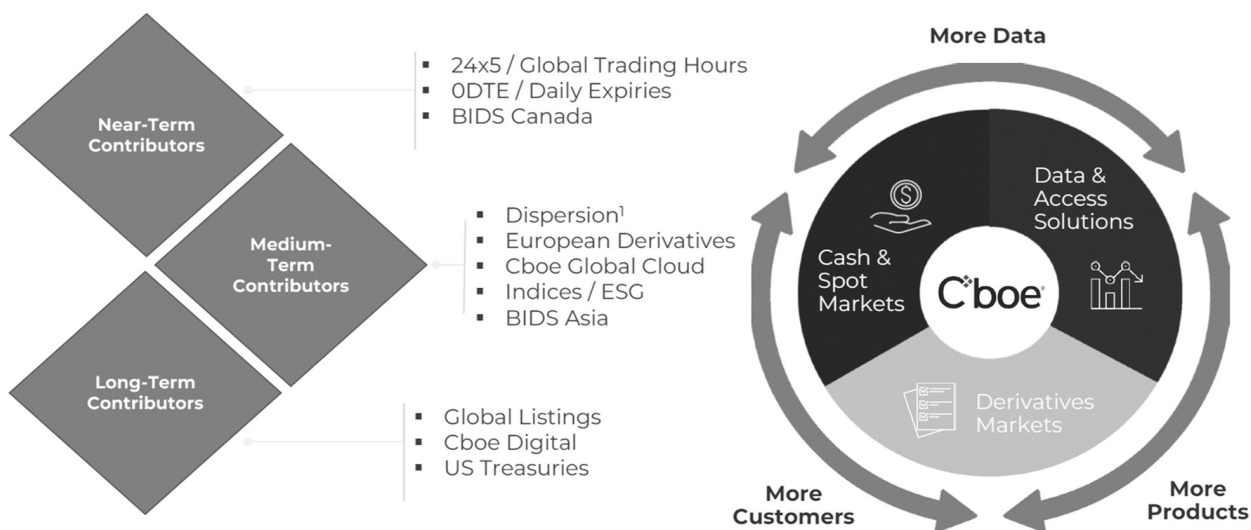 Near-Term
Contributors
▪ 24x5 / Global Trading Hours
▪ 0DTE / Daily Expiries
▪ BIDS Canada
Medium-
Term
Contributors
▪ Dispersion¹
▪ European Derivatives
▪ Cboe Global Cloud
▪ Indices / ESG
▪ BIDS Asia
Long-Term
Contributors
▪ Global Listings
▪ Cboe Digital
▪ US Treasuries
More Data
Data &
Access
Solutions
Cash &
Spot
Markets
Cboe®
Derivatives
Markets
More
Customers
More
Products